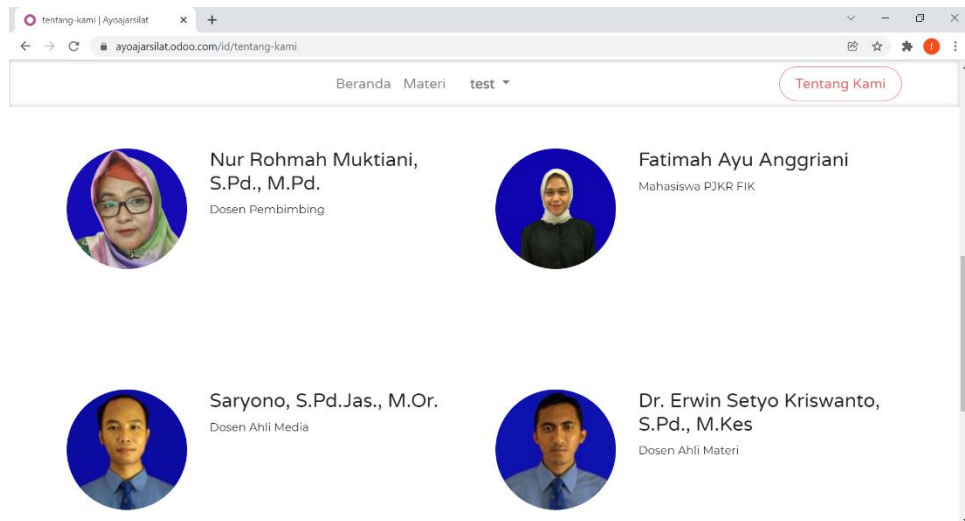 tentang-kami | Ayoajarsilat
ayoajarsilat.odoo.com/id/tentang-kami
Beranda Materi test Tentang Kami
Nur Rohmah Muktiani,
S.Pd., M.Pd.
Dosen Pembimbing
Fatimah Ayu Anggriani
Mahasiswa PJKR FIK
Saryono, S.Pd.Jas., M.Or.
Dosen Ahli Media
Dr. Erwin Setyo Kriswanto,
S.Pd., M.Kes
Dosen Ahli Materi